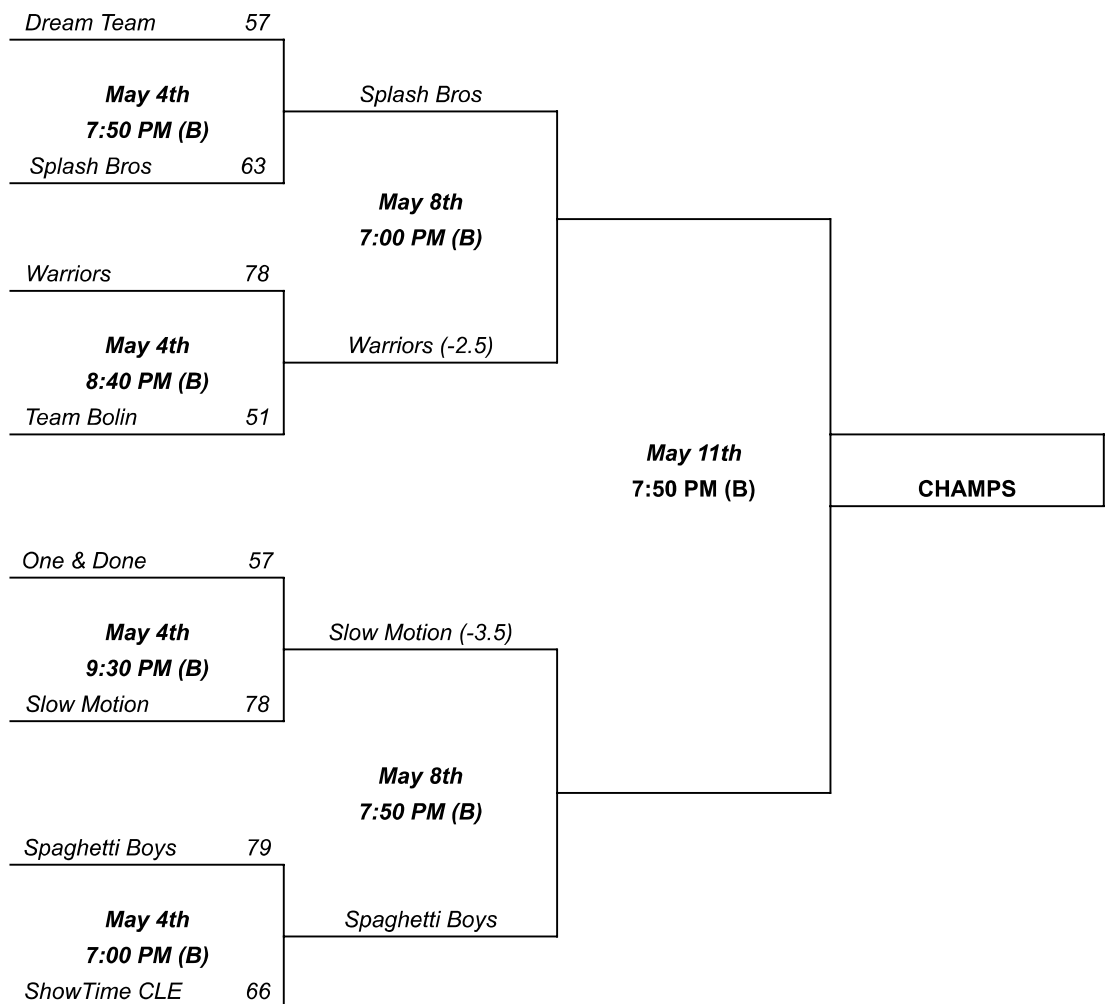 Dream Team 57
May 4th
7:50 PM (B)
Splash Bros 63
Splash Bros
May 8th
7:00 PM (B)
Warriors 78
May 4th
8:40 PM (B)
Team Bolin 51
Warriors (-2.5)
May 11th
7:50 PM (B)
CHAMPS
One & Done 57
May 4th
9:30 PM (B)
Slow Motion 78
Slow Motion (-3.5)
May 8th
7:50 PM (B)
Spaghetti Boys 79
May 4th
7:00 PM (B)
ShowTime CLE 66
Spaghetti Boys